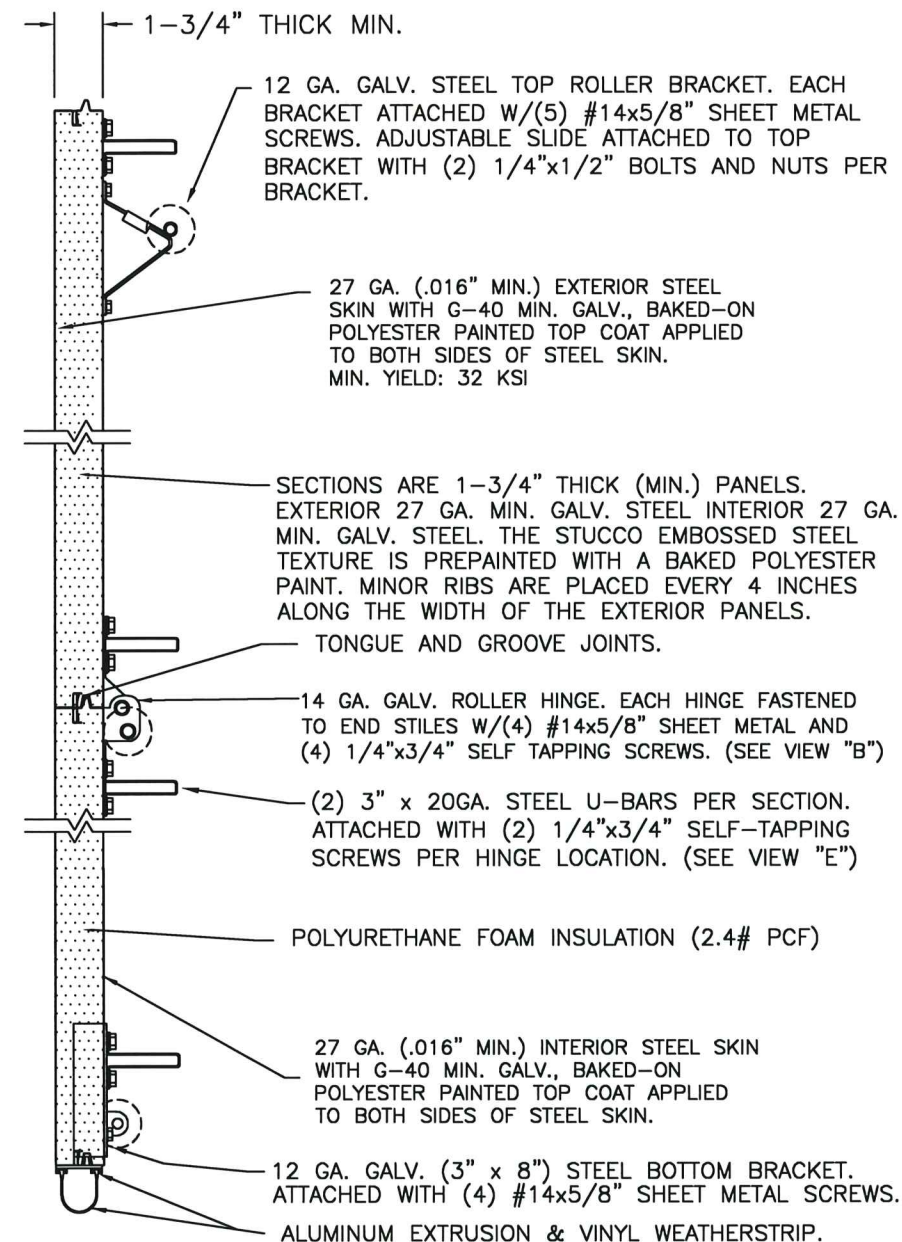 1-3/4" THICK MIN.
12 GA. GALV. STEEL TOP ROLLER BRACKET. EACH
BRACKET ATTACHED W/(5) #14x5/8" SHEET METAL
SCREWS. ADJUSTABLE SLIDE ATTACHED TO TOP
BRACKET WITH (2) 1/4"x1/2" BOLTS AND NUTS PER
BRACKET.
27 GA. (.016" MIN.) EXTERIOR STEEL
SKIN WITH G-40 MIN. GALV., BAKED-ON
POLYESTER PAINTED TOP COAT APPLIED
TO BOTH SIDES OF STEEL SKIN.
MIN. YIELD: 32 KSI
SECTIONS ARE 1-3/4" THICK (MIN.) PANELS.
EXTERIOR 27 GA. MIN. GALV. STEEL INTERIOR 27 GA.
MIN. GALV. STEEL. THE STUCCO EMBOSSED STEEL
TEXTURE IS PREPAINTED WITH A BAKED POLYESTER
PAINT. MINOR RIBS ARE PLACED EVERY 4 INCHES
ALONG THE WIDTH OF THE EXTERIOR PANELS.
TONGUE AND GROOVE JOINTS.
14 GA. GALV. ROLLER HINGE. EACH HINGE FASTENED
TO END STILES W/(4) #14x5/8" SHEET METAL AND
(4) 1/4"x3/4" SELF TAPPING SCREWS. (SEE VIEW "B")
(2) 3" x 20GA. STEEL U-BARS PER SECTION.
ATTACHED WITH (2) 1/4"x3/4" SELF-TAPPING
SCREWS PER HINGE LOCATION. (SEE VIEW "E")
POLYURETHANE FOAM INSULATION (2.4# PCF)
27 GA. (.016" MIN.) INTERIOR STEEL SKIN
WITH G-40 MIN. GALV., BAKED-ON
POLYESTER PAINTED TOP COAT APPLIED
TO BOTH SIDES OF STEEL SKIN.
12 GA. GALV. (3" x 8") STEEL BOTTOM BRACKET.
ATTACHED WITH (4) #14x5/8" SHEET METAL SCREWS.
ALUMINUM EXTRUSION & VINYL WEATHERSTRIP.